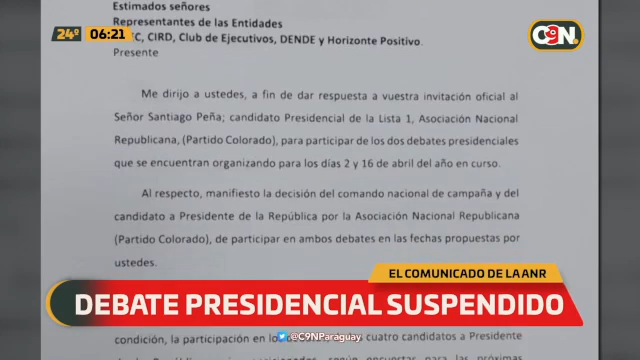 Estimados señores
Representantes de las Entidades
24º 06:21
C9N
EC, CIRD, Club de Ejecutivos, DENDE y Horizonte Positivo.
Presente
Me dirijo a ustedes, a fin de dar respuesta a vuestra invitación oficial al
Señor Santiago Peña; candidato Presidencial de la Lista 1, Asociación Nacional
Republicana, (Partido Colorado), para participar de los dos debates presidenciales
que se encuentran organizando para los días 2 y 16 de abril del año en curso.
Al respecto, manifiesto la decisión del comando nacional de campaña y del
candidato a Presidente de la República por la Asociación Nacional Republicana
(Partido Colorado), de participar en ambos debates en las fechas propuestas por
ustedes.
EL COMUNICADO DE LA ANR
DEBATE PRESIDENCIAL SUSPENDIDO
condición, la participación en lo
cuatro candidatos a Presidente
@C9NParaguay